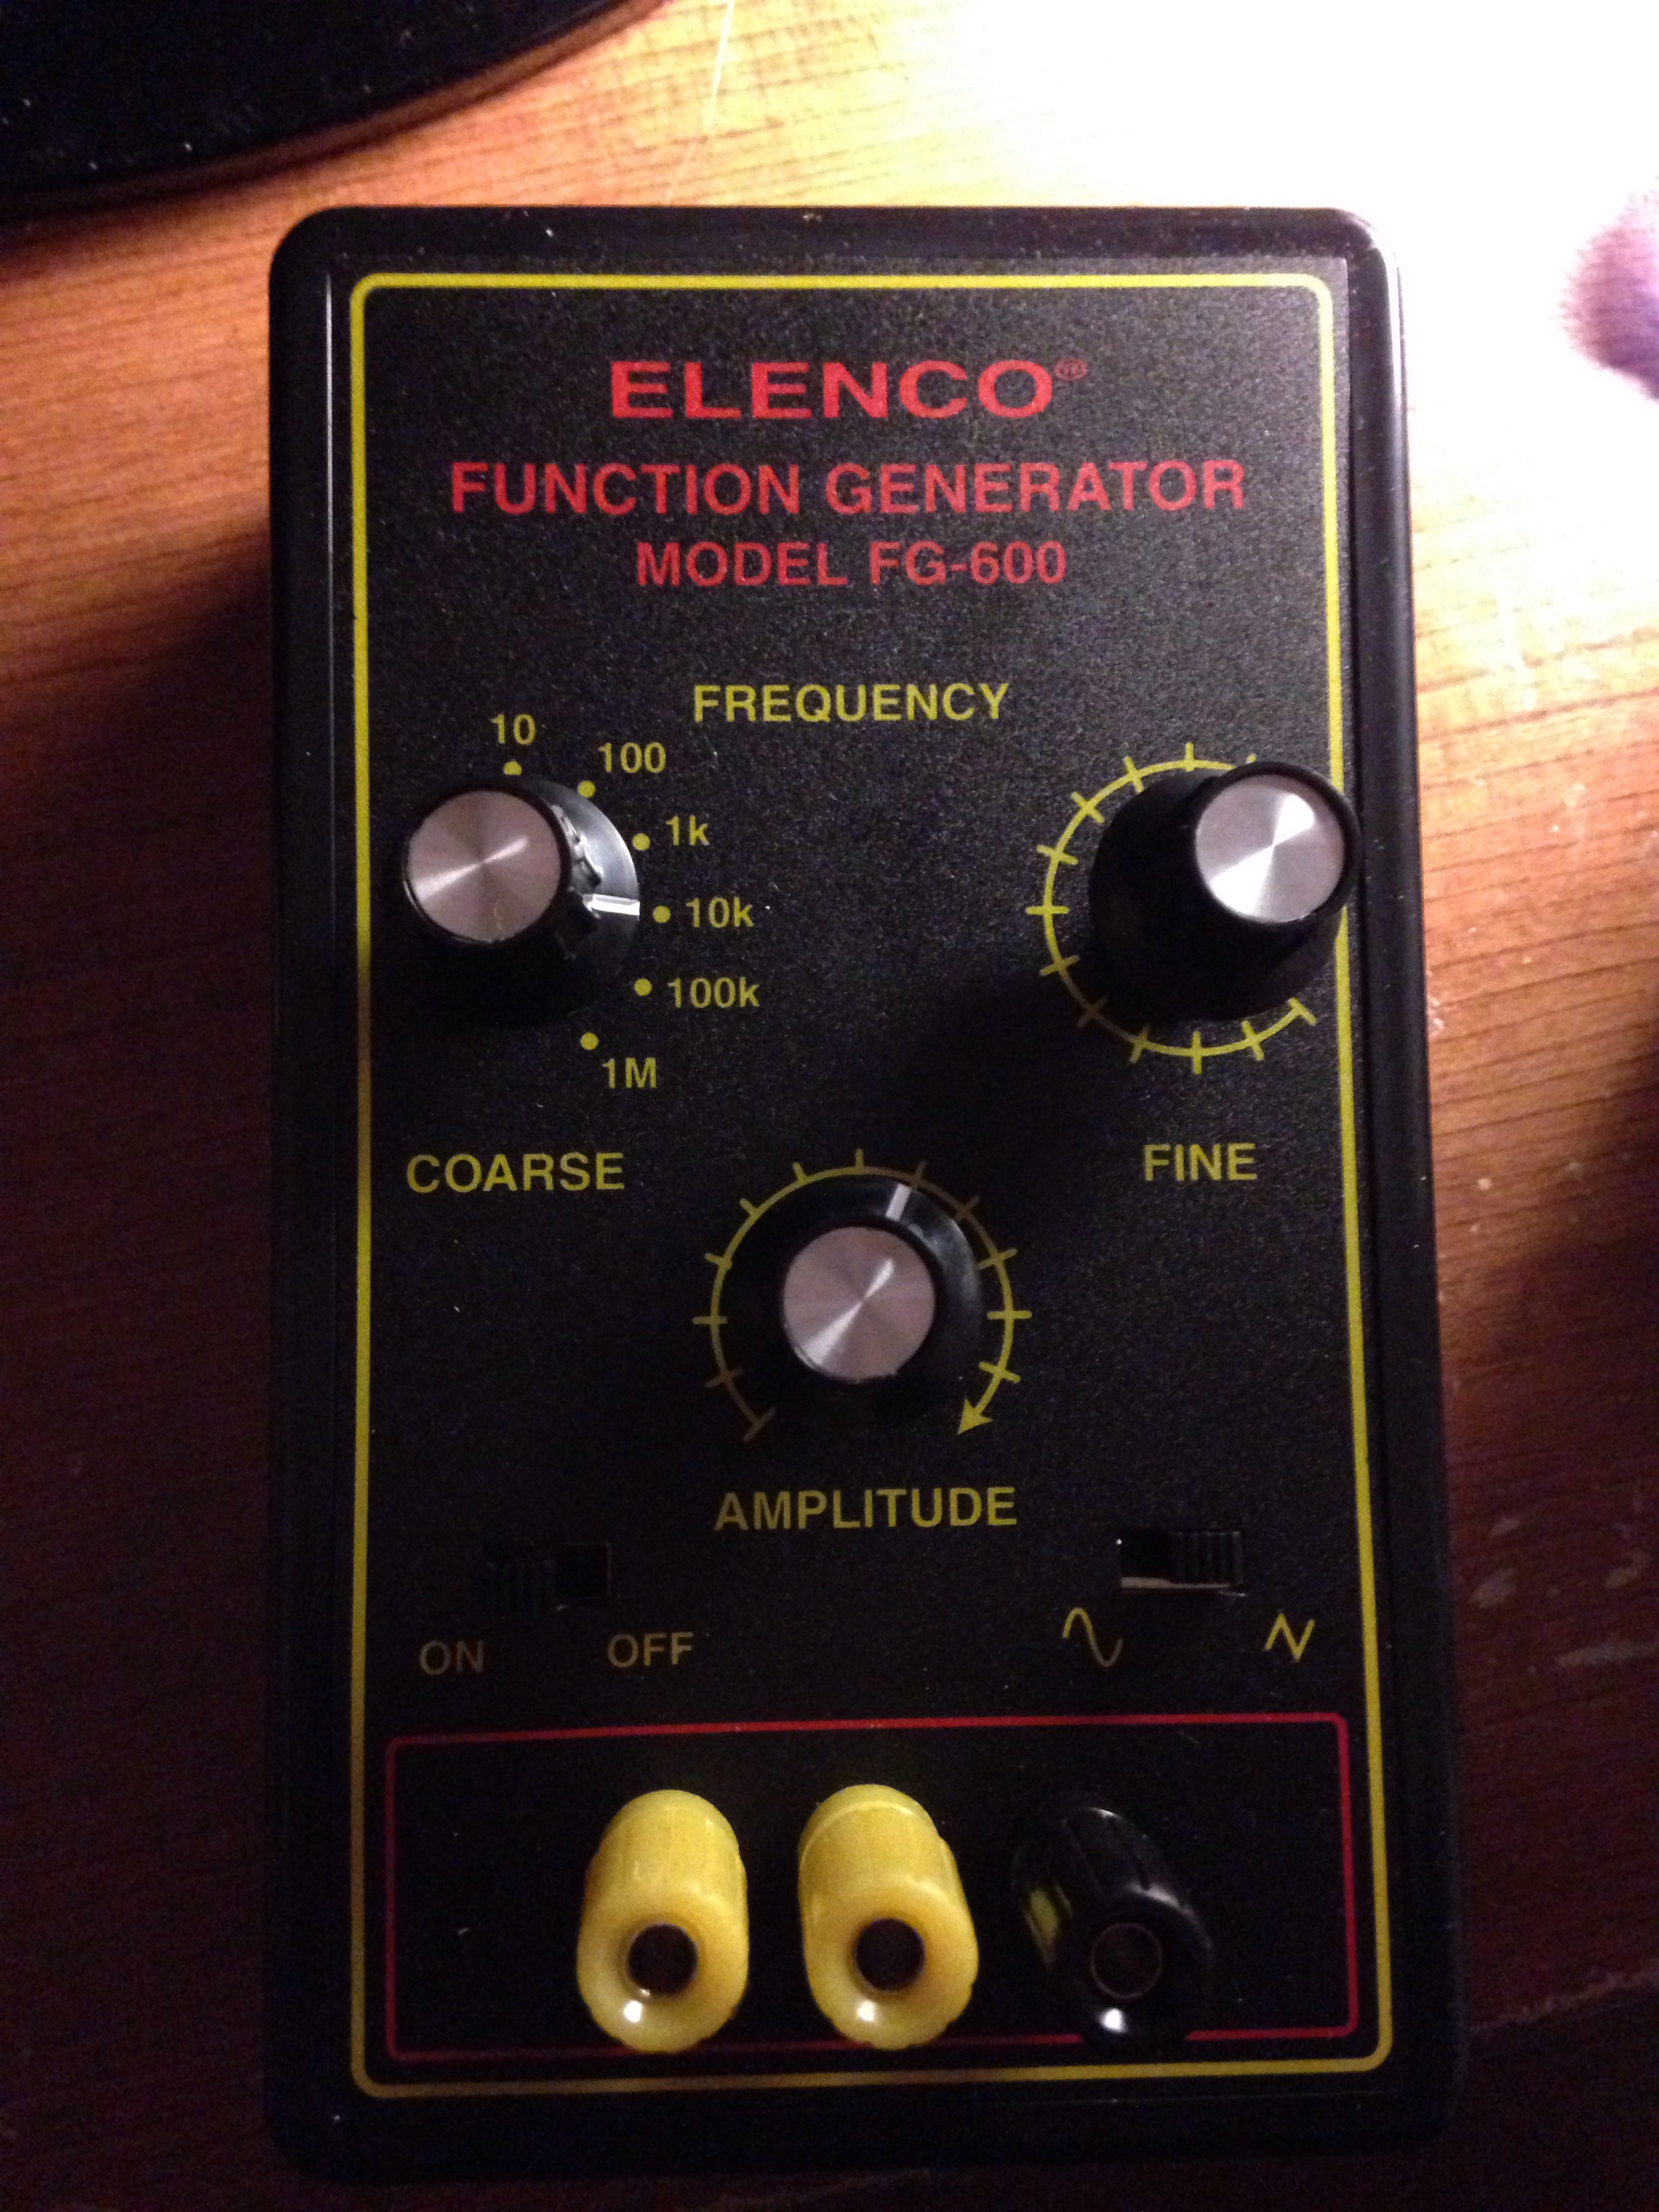 ELENCO®
FUNCTION GENERATOR
MODEL FG-600
FREQUENCY
10
100
1k
10k
100k
1M
COARSE
FINE
AMPLITUDE
ON OFF